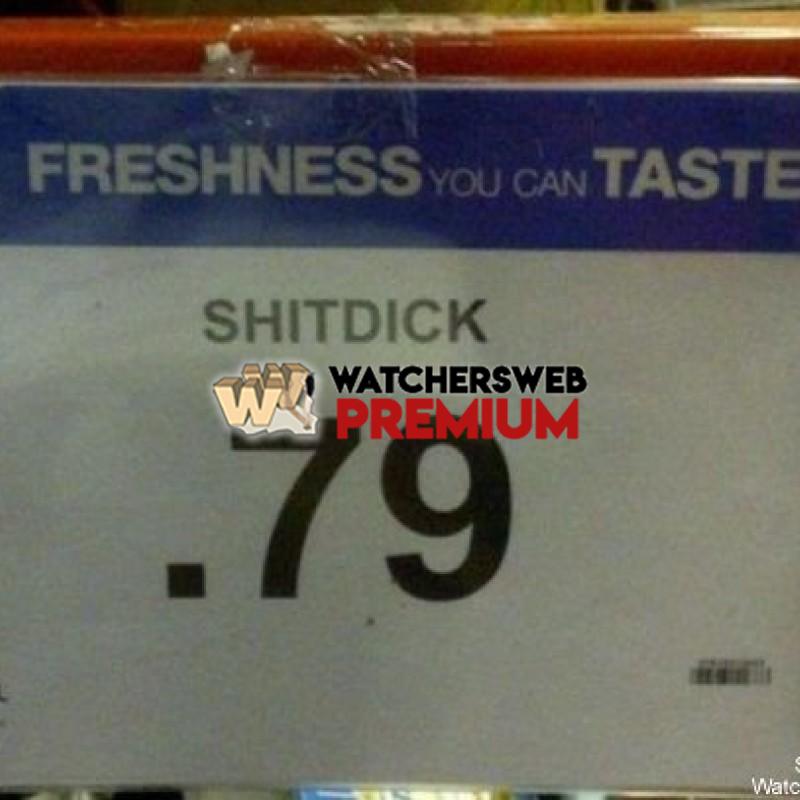 FRESHNESS YOU CAN TASTE
SHITDICK
WATCHERSWEB
PREMIUM
.79